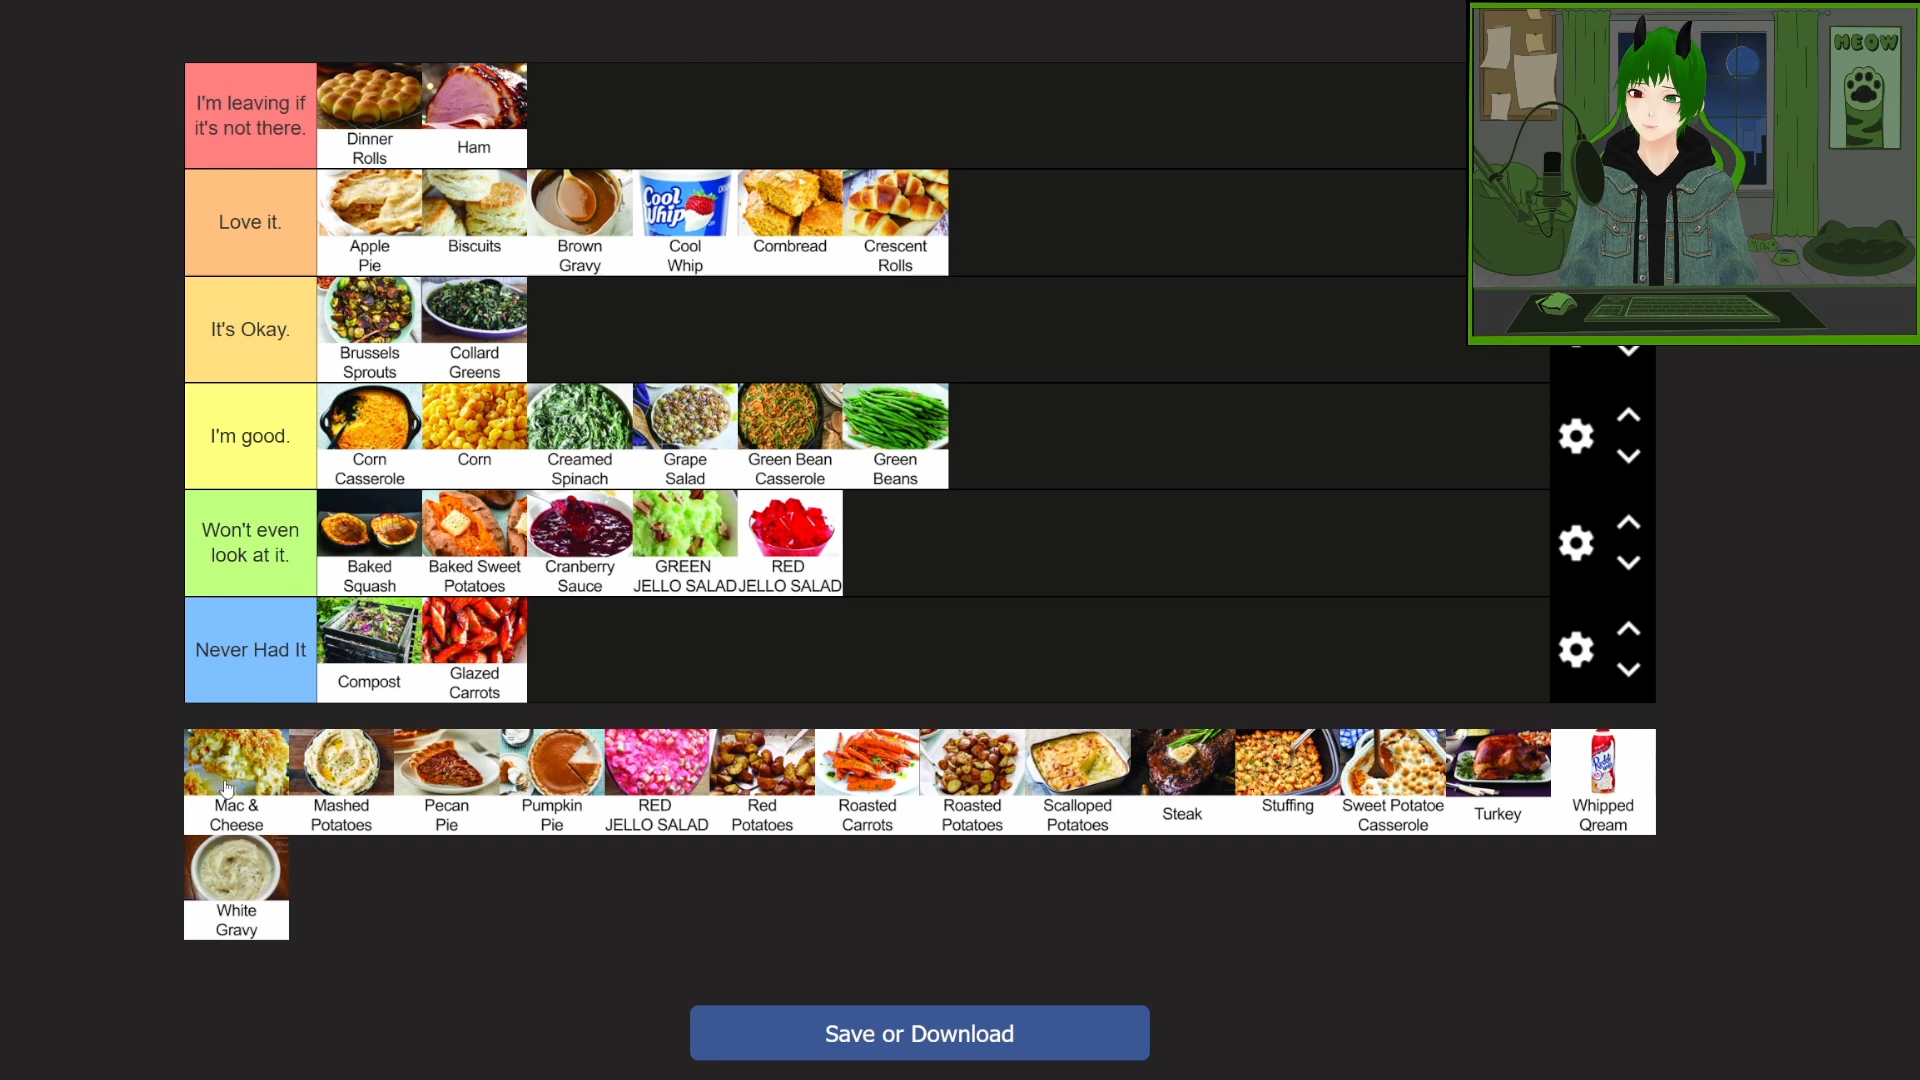 MEOW
I'm leaving if
it's not there.
Dinner
Rolls
Ham
Love it.
Cool
Whip
Apple
Pie
Biscuits
Brown
Gravy
Cool
Whip
Cornbread
Crescent
Rolls
It's Okay.
Brussels
Sprouts
Collard
Greens
I'm good.
Corn
Casserole
Corn
Creamed
Spinach
Grape
Salad
Green Bean
Casserole
Green
Beans
Won't even
look at it.
Baked
Squash
Baked Sweet
Potatoes
Cranberry
Sauce
GREEN
JELLO SALAD
RED
JELLO SALAD
Never Had It
Compost
Glazed
Carrots
Mac &
Cheese
Mashed
Potatoes
Pecan
Pie
Pumpkin
Pie
RED
JELLO SALAD
Red
Potatoes
Roasted
Carrots
Roasted
Potatoes
Scalloped
Potatoes
Steak
Stuffing
Sweet Potatoe
Casserole
Turkey
Whipped
Qream
White
Gravy
Save or Download